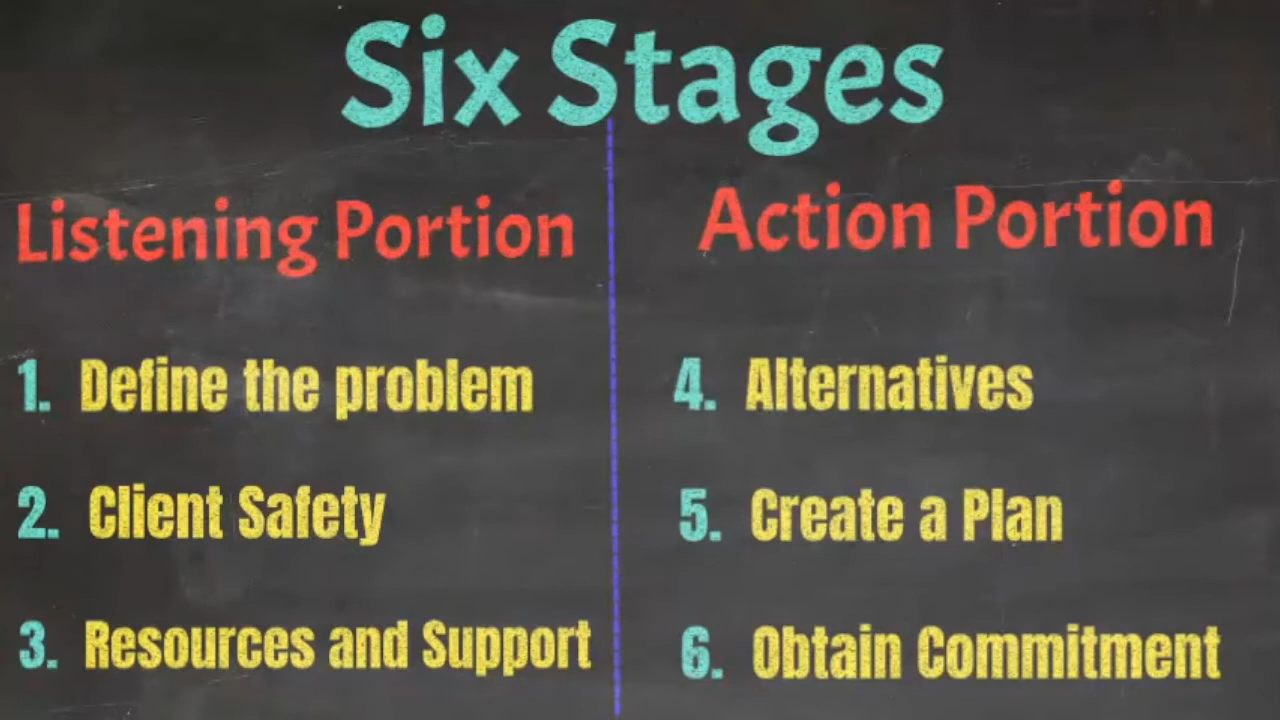 Six Stages
Listening Portion
1. Define the problem
2. Client Safety
3. Resources and Support
Action Portion
4. Alternatives
5. Create a Plan
6. Obtain Commitment